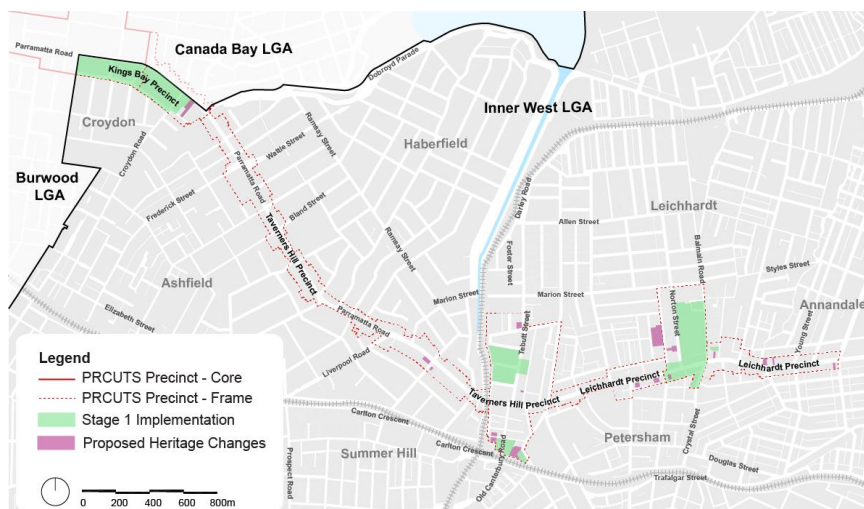 Canada Bay LGA
Parramatta Road
Kings Bay Precinct
Dobroyd Parade
Inner West LGA
Croydon
Croydon Road
Burwood
LGA
Ramsay Street
Wattle Street
Haberfield
Parramatta Road
Frederick Street
Bland Street
Darley Road
Leichhardt
Allen Street
Taverners Hill Precinct
Ramsay Street
Foster Street
Balmain Road
Styles Street
Ashfield
Elizabeth Street
Marion Street
Marion Street
Norton Street
Annandale
Young Street
Parramatta Road
Tebutt Street
Liverpool Road
Leichhardt Precinct
Leichhardt Precinct
Taverners Hill Precinct
Carlton Crescent
Carlton Crescent
Petersham
Crystal Street
Summer Hill
Prospect Road
Old Canterbury Road
Douglas Street
Trafalgar Street
Legend
PRCUTS Precinct - Core
PRCUTS Precinct - Frame
Stage 1 Implementation
Proposed Heritage Changes
0 200 400 600 800m